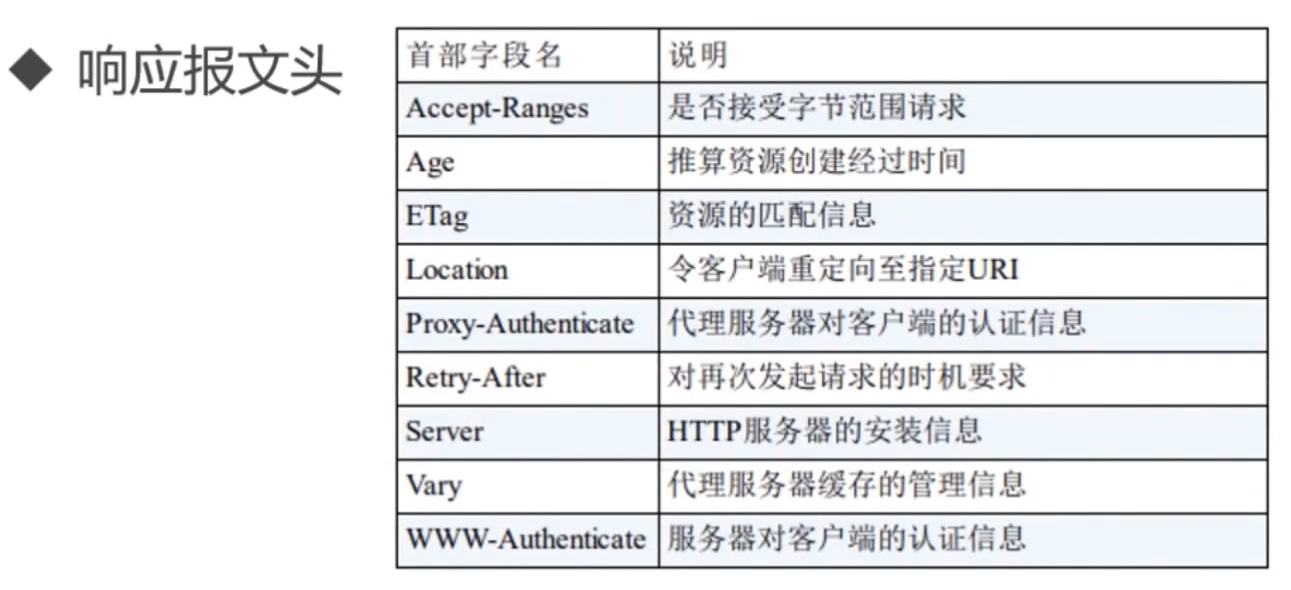 ◆ 响应报文头
首部字段名 说明
Accept-Ranges 是否接受字节范围请求
Age 推算资源创建经过时间
ETag 资源的匹配信息
Location 令客户端重定向至指定URI
Proxy-Authenticate 代理服务器对客户端的认证信息
Retry-After 对再次发起请求的时机要求
Server HTTP服务器的安装信息
Vary 代理服务器缓存的管理信息
WWW-Authenticate 服务器对客户端的认证信息